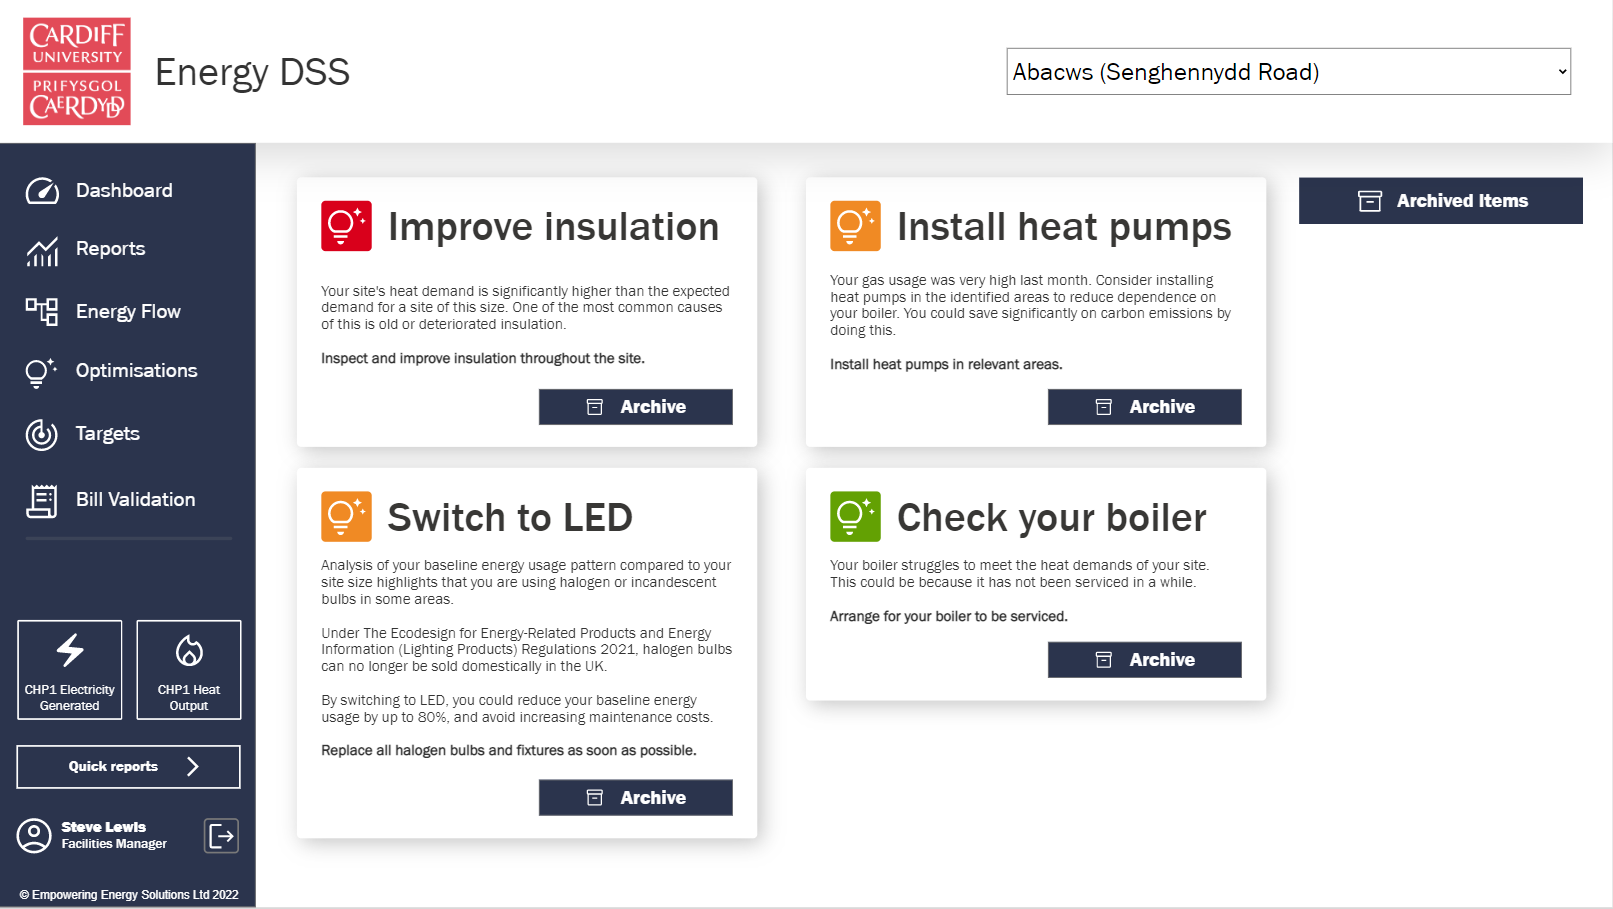 CARDIFF
UNIVERSITY
PRIFYSGOL
CAERDYDD
Energy DSS
Abacws (Senghennydd Road)
Dashboard
Reports
Energy Flow
Optimisations
Targets
Bill Validation
CHP1 Electricity
Generated
CHP1 Heat
Output
Quick reports
Steve Lewis
Facilities Manager
© Empowering Energy Solutions Ltd 2022
Improve insulation
Your site's heat demand is significantly higher than the expected
demand for a site of this size. One of the most common causes
of this is old or deteriorated insulation.
Inspect and improve insulation throughout the site.
Archive
Install heat pumps
Your gas usage was very high last month. Consider installing
heat pumps in the identified areas to reduce dependence on
your boiler. You could save significantly on carbon emissions by
doing this.
Install heat pumps in relevant areas.
Archive
Archived Items
Switch to LED
Analysis of your baseline energy usage pattern compared to your
site size highlights that you are using halogen or incandescent
bulbs in some areas.
Under The Ecodesign for Energy-Related Products and Energy
Information (Lighting Products) Regulations 2021, halogen bulbs
can no longer be sold domestically in the UK.
By switching to LED, you could reduce your baseline energy
usage by up to 80%, and avoid increasing maintenance costs.
Replace all halogen bulbs and fixtures as soon as possible.
Archive
Check your boiler
Your boiler struggles to meet the heat demands of your site.
This could be because it has not been serviced in a while.
Arrange for your boiler to be serviced.
Archive